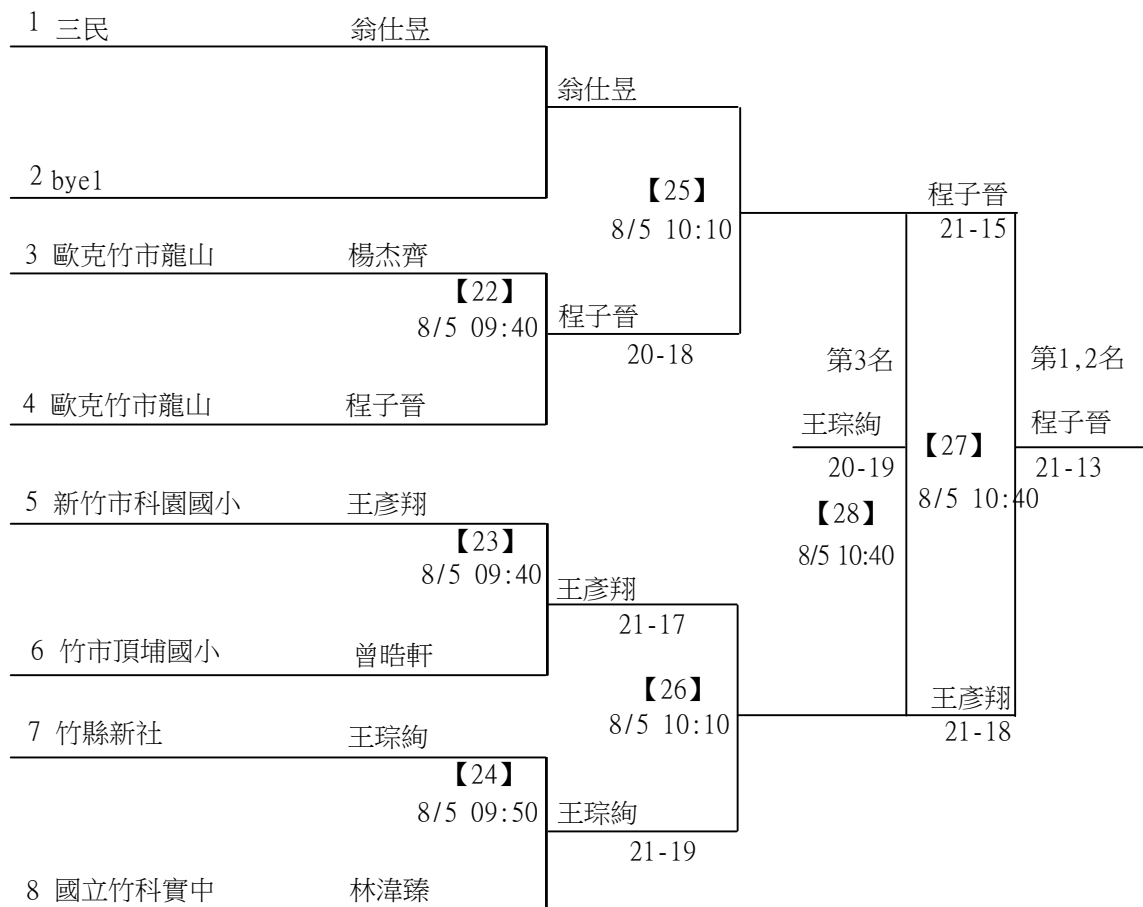 1 三民 翁仕昱
翁仕昱
2 bye1
【25】
8/5 10:10
程子晉
21-15
3 歐克竹市龍山 楊杰齊
【22】
8/5 09:40
程子晉
20-18
第3名
第1,2名
4 歐克竹市龍山 程子晉
王琮絢
20-19
【27】
8/5 10:40
程子晉
21-13
【28】
8/5 10:40
5 新竹市科園國小 王彥翔
【23】
8/5 09:40
王彥翔
21-17
6 竹市頂埔國小 曾晧軒
【26】
8/5 10:10
王彥翔
21-18
7 竹縣新社 王琮絢
【24】
8/5 09:50
王琮絢
21-19
8 國立竹科實中 林湋臻